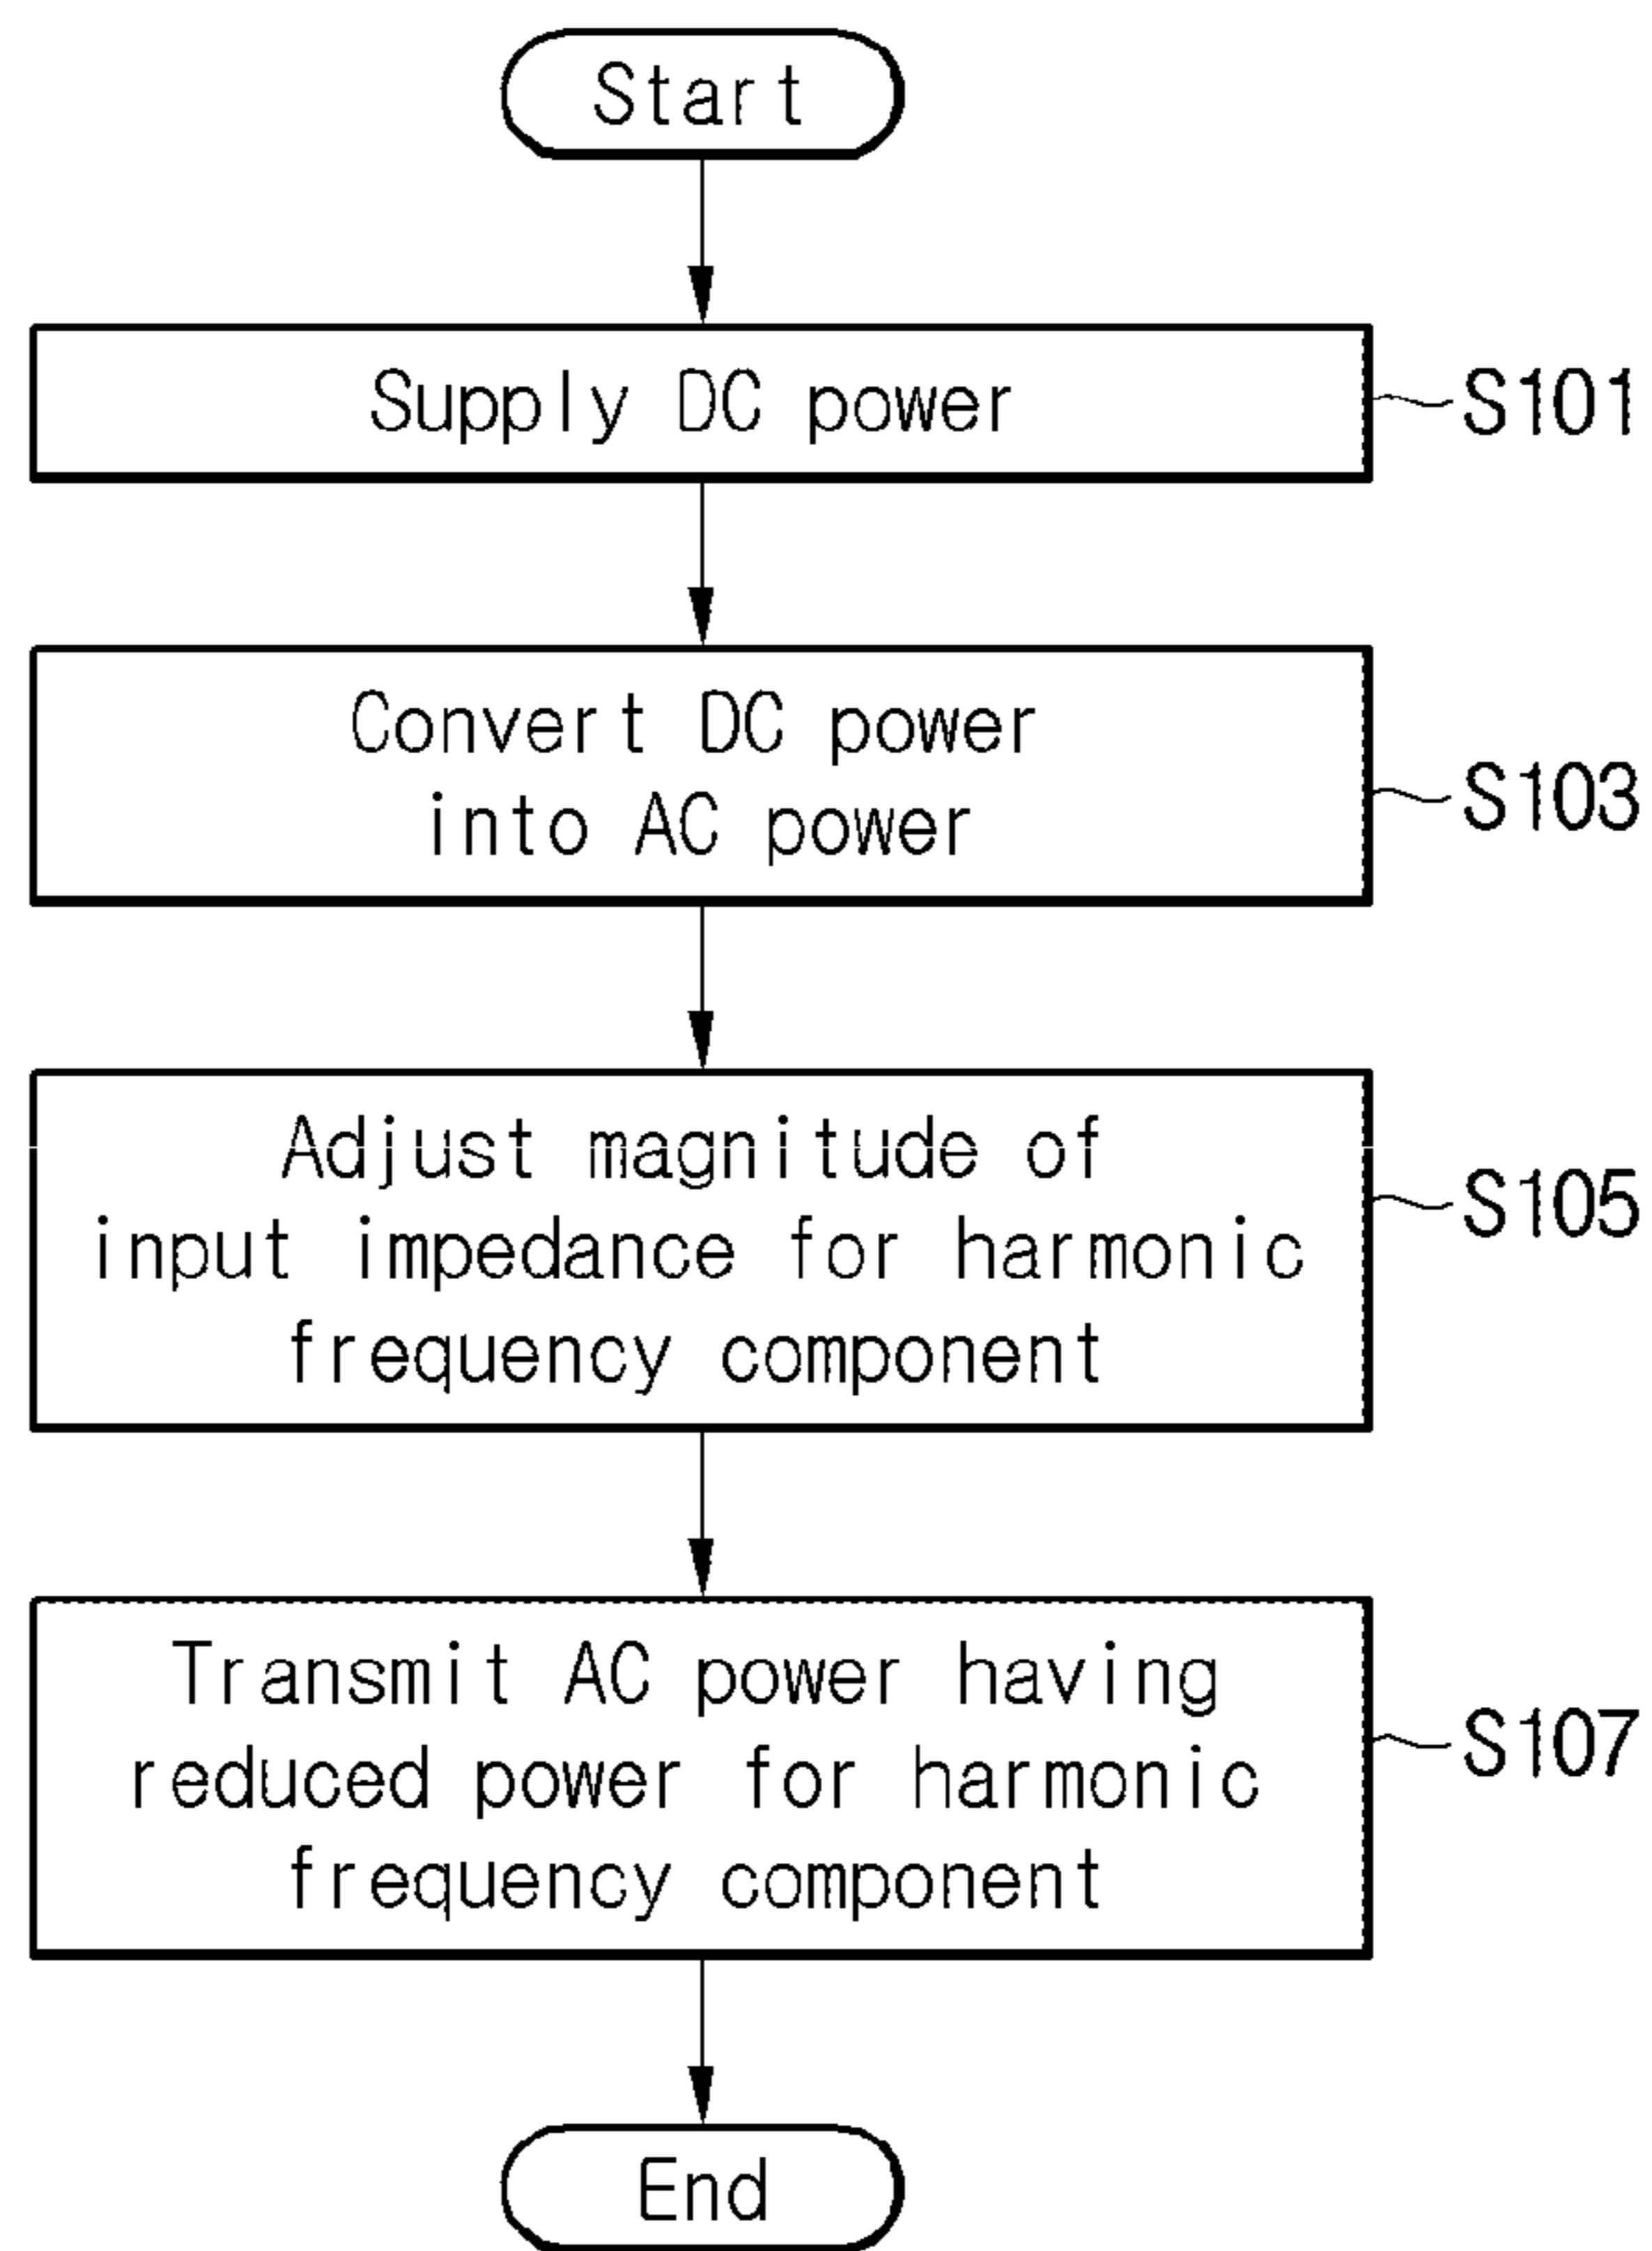 Start
Supply DC power
S101
Convert DC power
into AC power
S103
Adjust magnitude of
input impedance for harmonic
frequency component
S105
Transmit AC power having
reduced power for harmonic
frequency component
S107
End